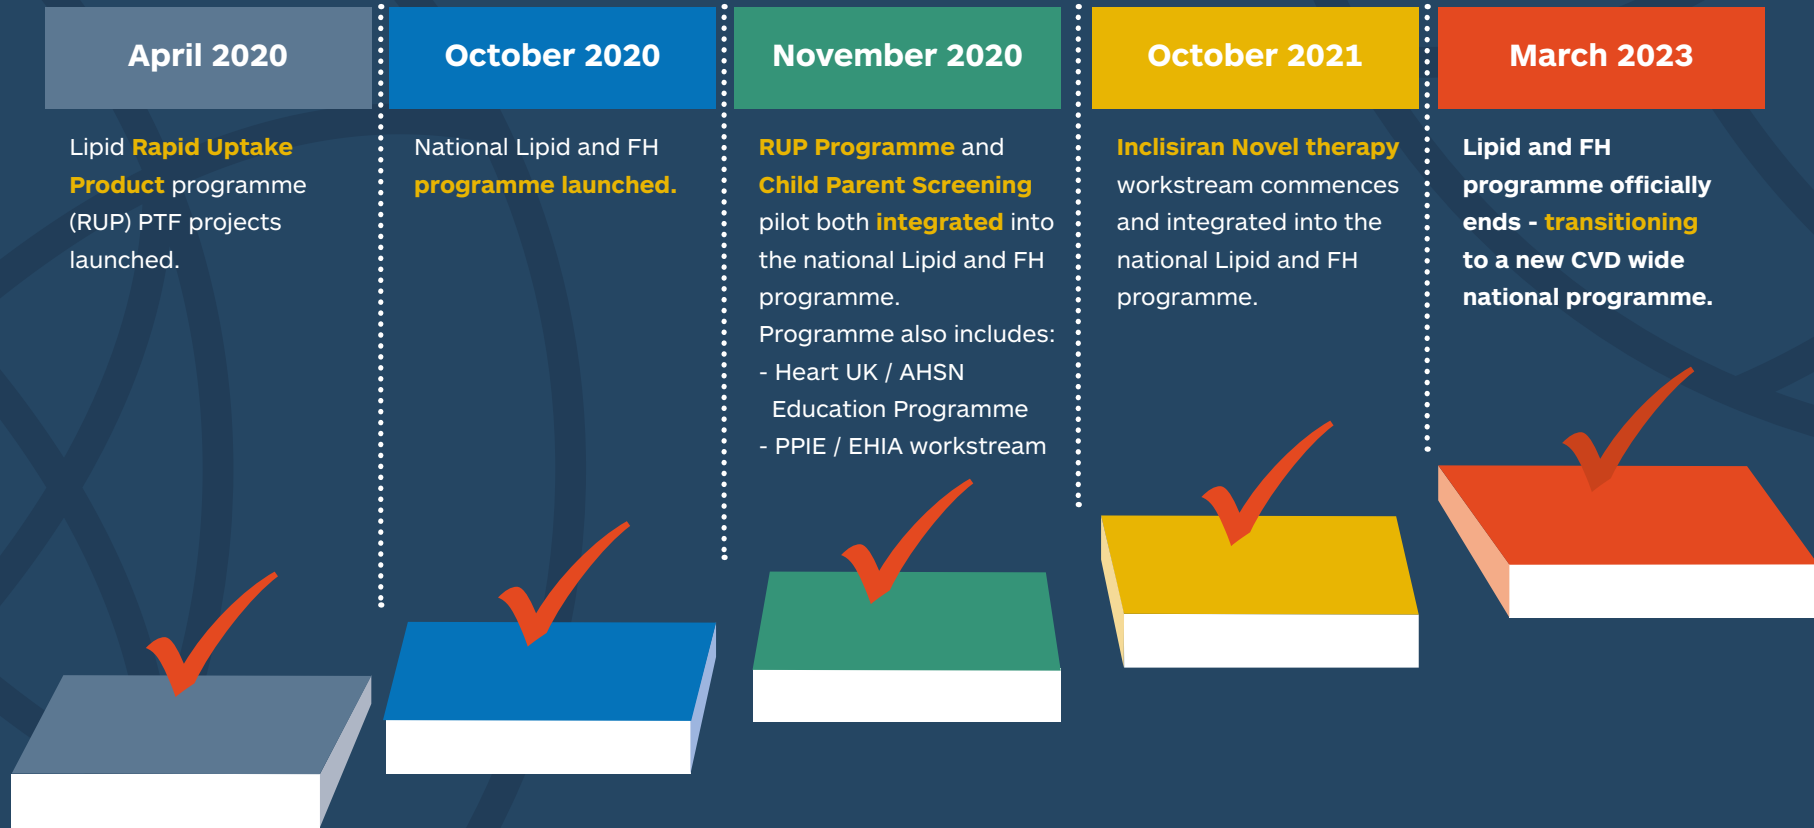 April 2020
Lipid Rapid Uptake
Product programme
(RUP) PTF projects
launched.
October 2020
National Lipid and FH
programme launched.
November 2020
RUP Programme and
Child Parent Screening
pilot both integrated into
the national Lipid and FH
programme.
Programme also includes:
- Heart UK / AHSN
Education Programme
- PPIE / EHIA workstream
October 2021
Inclisiran Novel therapy
workstream commences
and integrated into the
national Lipid and FH
programme.
March 2023
Lipid and FH
programme officially
ends - transitioning
to a new CVD wide
national programme.